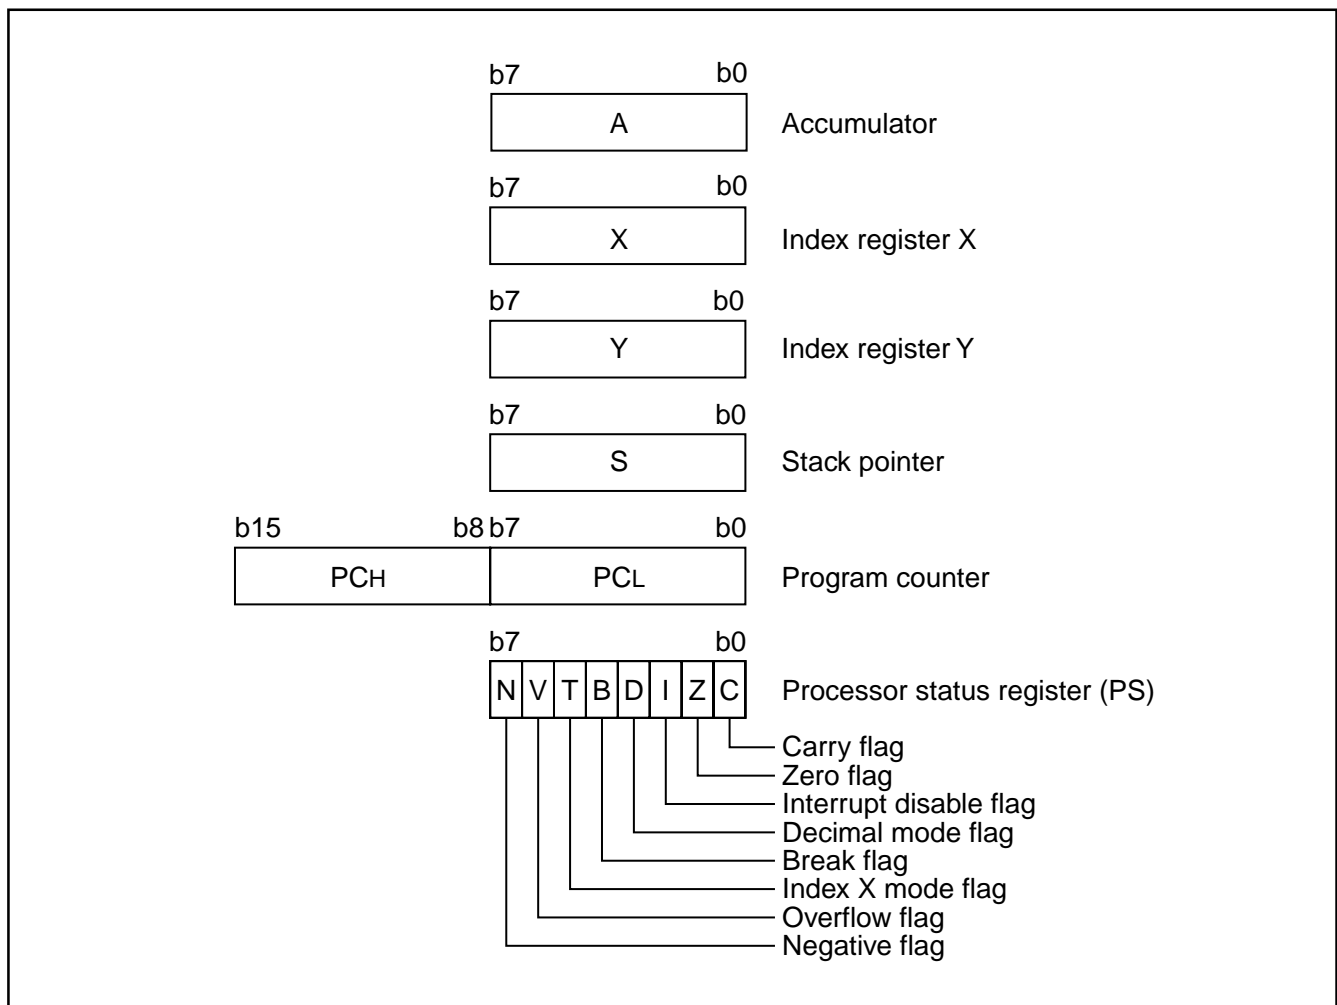 b7 b0
A Accumulator
b7 b0
X Index register X
b7 b0
Y Index register Y
b7 b0
S Stack pointer
b15 b8 b7 b0
PCH PCL Program counter
b7 b0
N V T B D I Z C Processor status register (PS)
Carry flag
Zero flag
Interrupt disable flag
Decimal mode flag
Break flag
Index X mode flag
Overflow flag
Negative flag